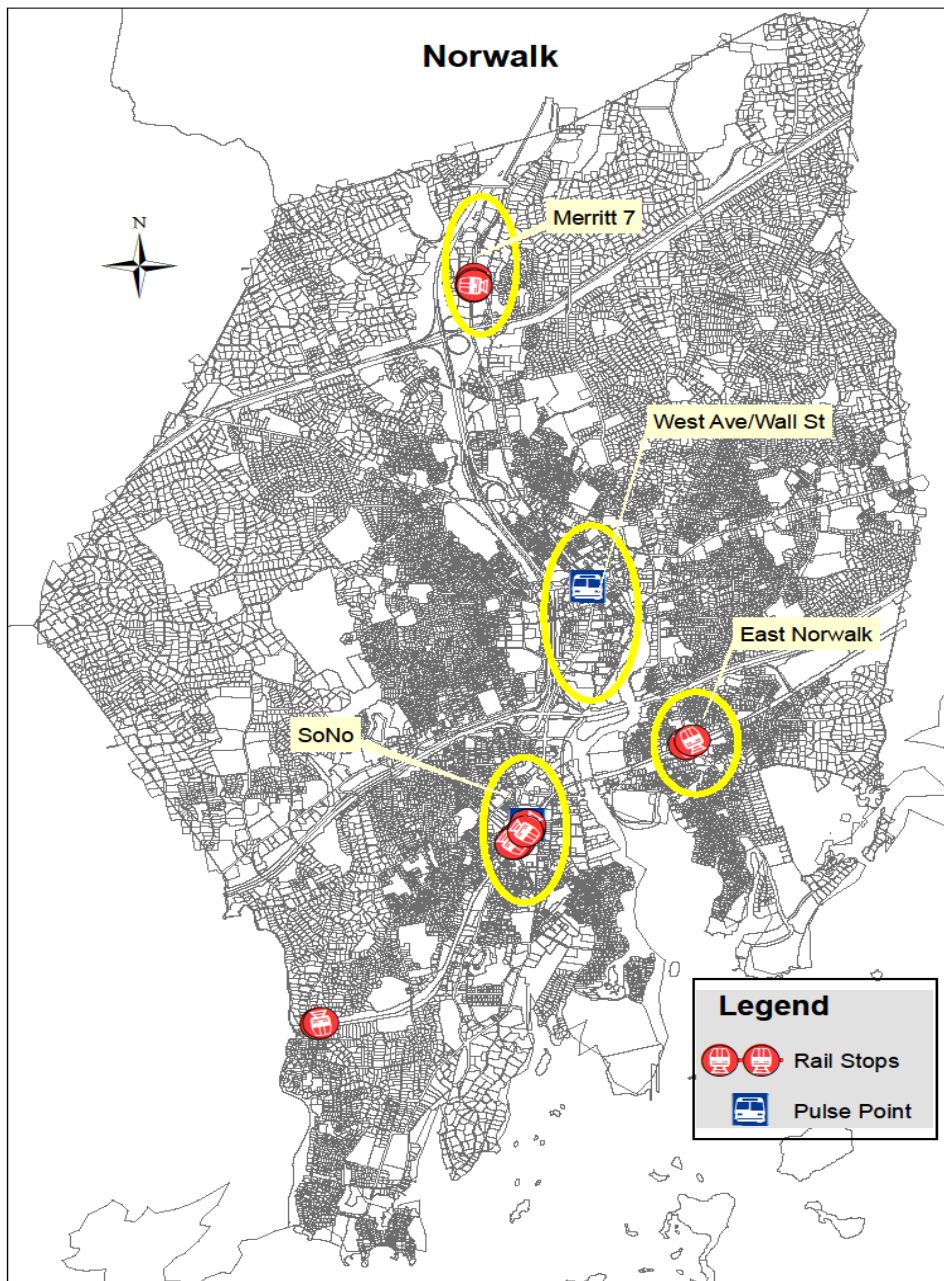 Norwalk
N
Merritt 7
West Ave/Wall St
East Norwalk
SoNo
Legend
Rail Stops
Pulse Point